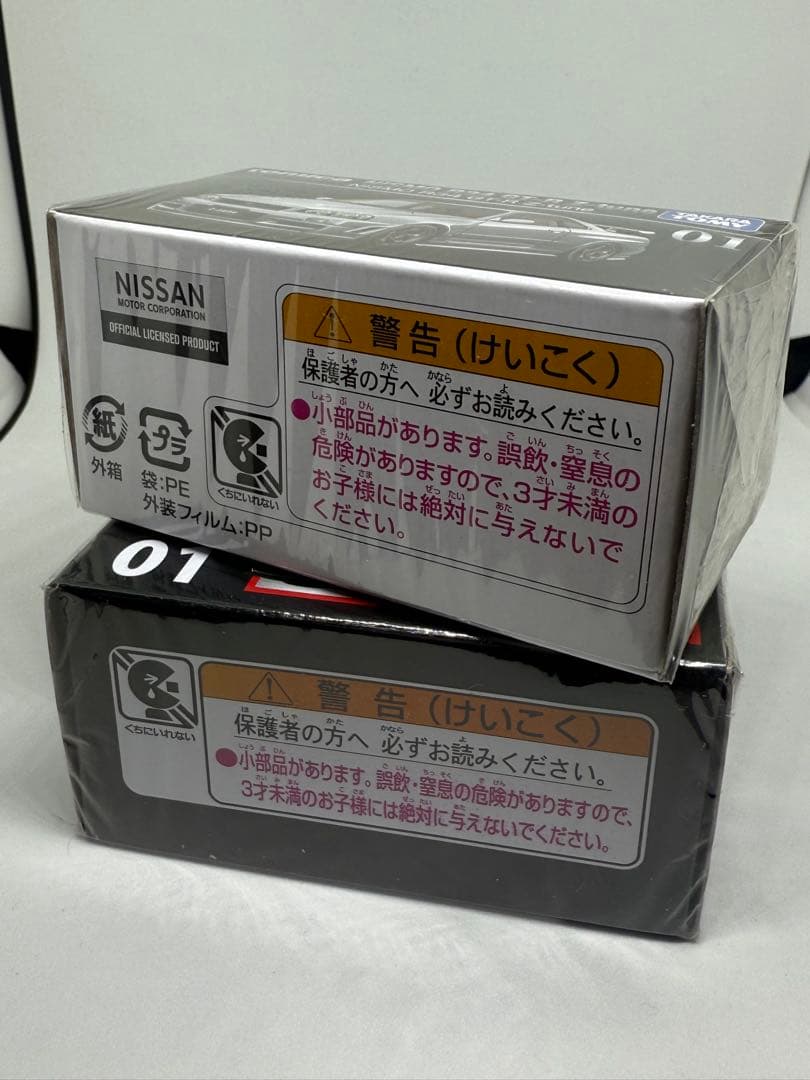 TAKARA
TOMY
01
NISSAN
MOTOR CORPORATION
OFFICIAL LICENSED PRODUCT
紙
外箱
プラ
袋:PE
外装フィルム:PP
くちにいれない
警告(けいこく)
保護者の方へ 必ずお読みください。
●小部品があります。誤飲・窒息の
危険がありますので、3才未満の
お子様には絶対に与えないで
ください。
01
くちにいれない
警告(けいこく)
保護者の方へ 必ずお読みください。
●小部品があります。誤飲・窒息の危険がありますので、
3才未満のお子様には絶対に与えないでください。